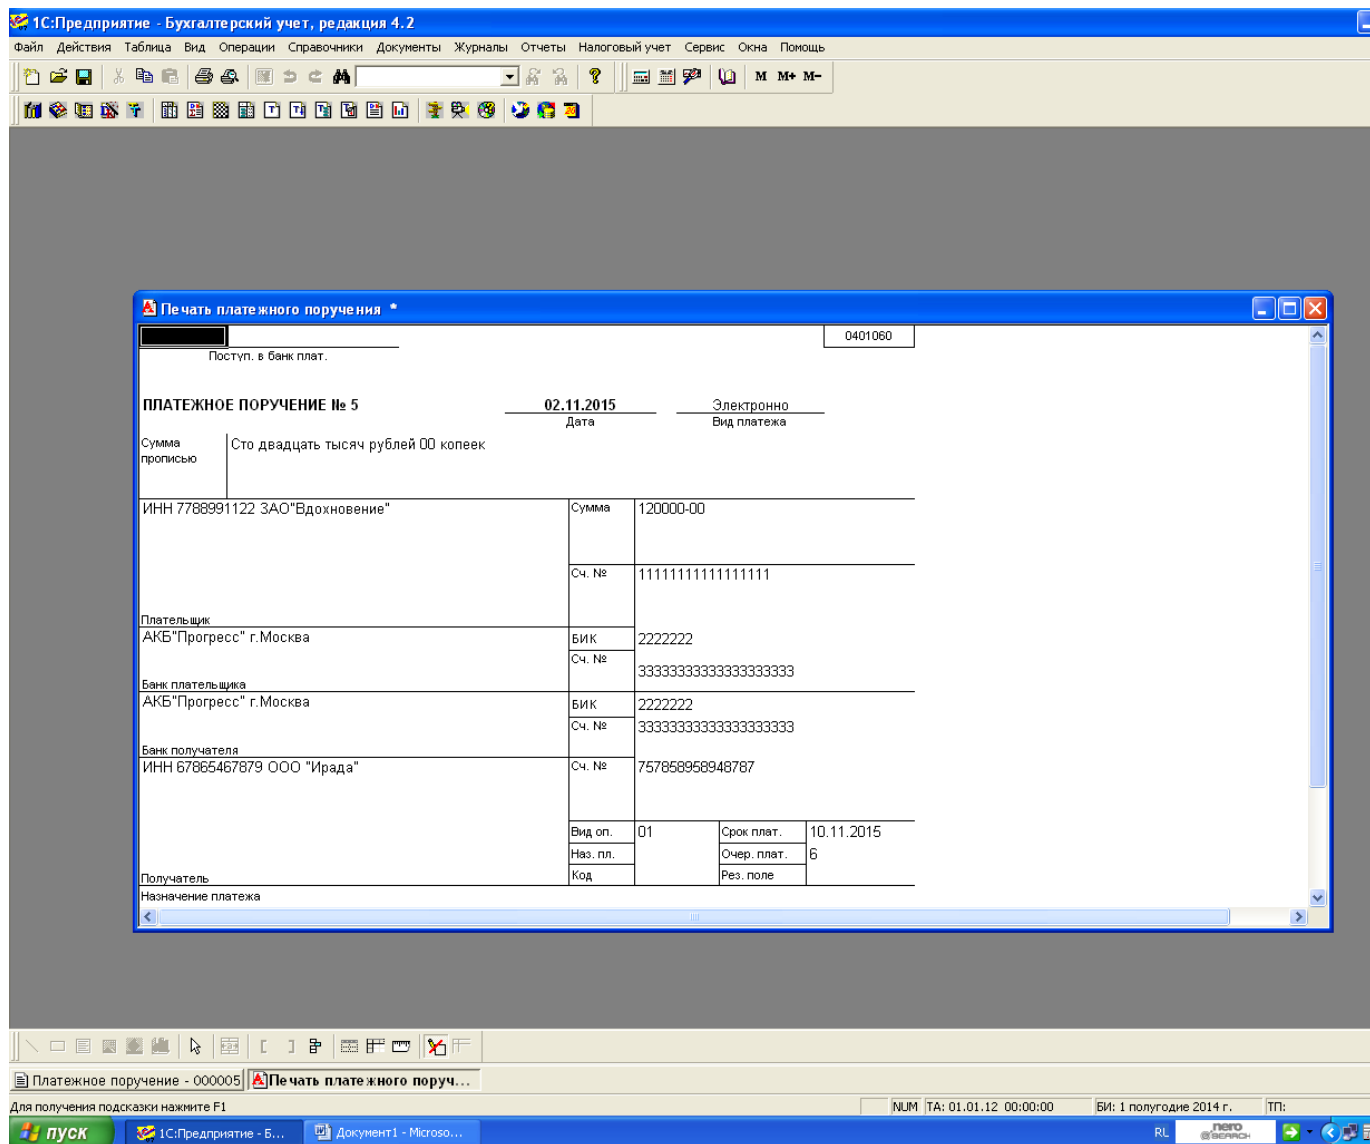 1С:Предприятие - Бухгалтерский учет, редакция 4.2
Файл Действия Таблица Вид Операции Справочники Документы Журналы Отчеты Налоговый учет Сервис Окна Помощь
M M+ M-
Печать платежного поручения *
0401060
Поступ. в банк плат.
ПЛАТЕЖНОЕ ПОРУЧЕНИЕ № 5 02.11.2015 Электронно
Дата Вид платежа
Сумма прописью Сто двадцать тысяч рублей 00 копеек
ИНН 7788991122 ЗАО"Вдохновение" Сумма 120000-00
Сч. № 11111111111111111
Плательщик
АКБ"Прогресс" г.Москва БИК 2222222
Сч. № 33333333333333333333
Банк плательщика
АКБ"Прогресс" г.Москва БИК 2222222
Сч. № 33333333333333333333
Банк получателя
ИНН 67865467879 ООО "Ирада" Сч. № 757858958948787
Вид оп. 01 Срок плат. 10.11.2015
Наз. пл. Очер. плат. 6
Получатель Код Рез. поле
Назначение платежа
Платежное поручение - 000005 Печать платежного поруч...
Для получения подсказки нажмите F1 NUM TA: 01.01.12 00:00:00 БИ: 1 полугодие 2014 г. ТП:
пуск 1С:Предприятие - Б... Документ1 - Microso... RL nero SEARCH